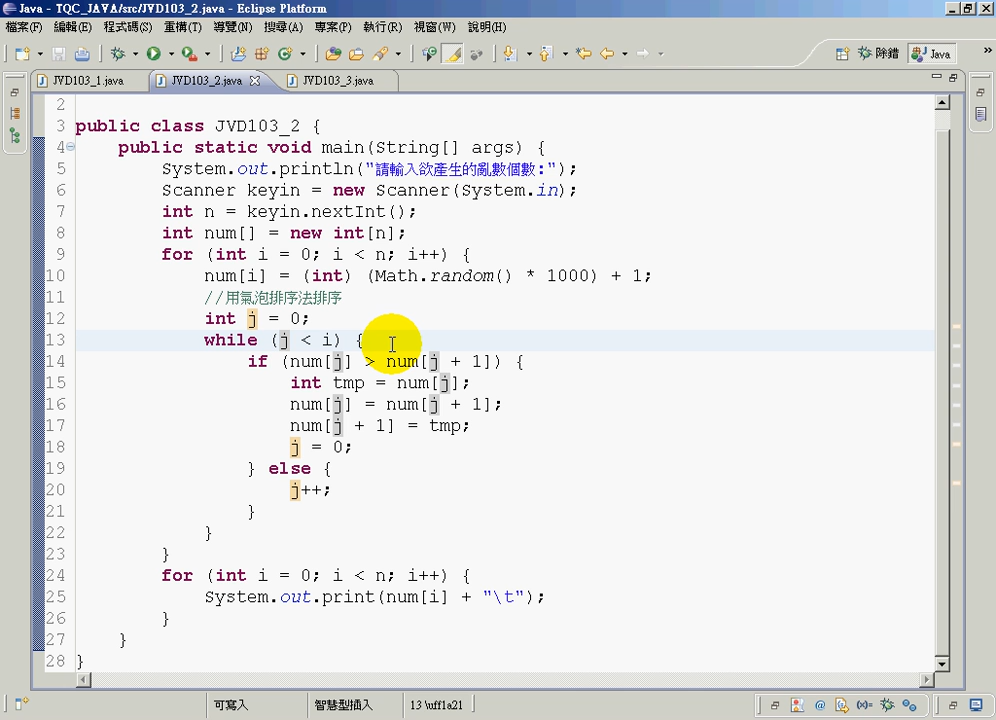 Java - TQC_JAVA/src/JVD103_2.java - Eclipse Platform
檔案(F) 編輯(E) 程式碼(S) 重構(T) 導覽(N) 搜尋(A) 專案(P) 執行(R) 視窗(W) 說明(H)
除錯 Java
JVD103_1.java JVD103_2.java JVD103_3.java
2
3 public class JVD103_2 {
4 public static void main(String[] args) {
5 System.out.println("請輸入欲產生的亂數個數:");
6 Scanner keyin = new Scanner(System.in);
7 int n = keyin.nextInt();
8 int num[] = new int[n];
9 for (int i = 0; i < n; i++) {
10 num[i] = (int) (Math.random() * 1000) + 1;
11 //用氣泡排序法排序
12 int j = 0;
13 while (j < i) {
14 if (num[j] > num[j + 1]) {
15 int tmp = num[j];
16 num[j] = num[j + 1];
17 num[j + 1] = tmp;
18 j = 0;
19 } else {
20 j++;
21 }
22 }
23 }
24 for (int i = 0; i < n; i++) {
25 System.out.print(num[i] + "\t");
26 }
27 }
28 }
可寫入 智慧型插入 13 \uff1a21